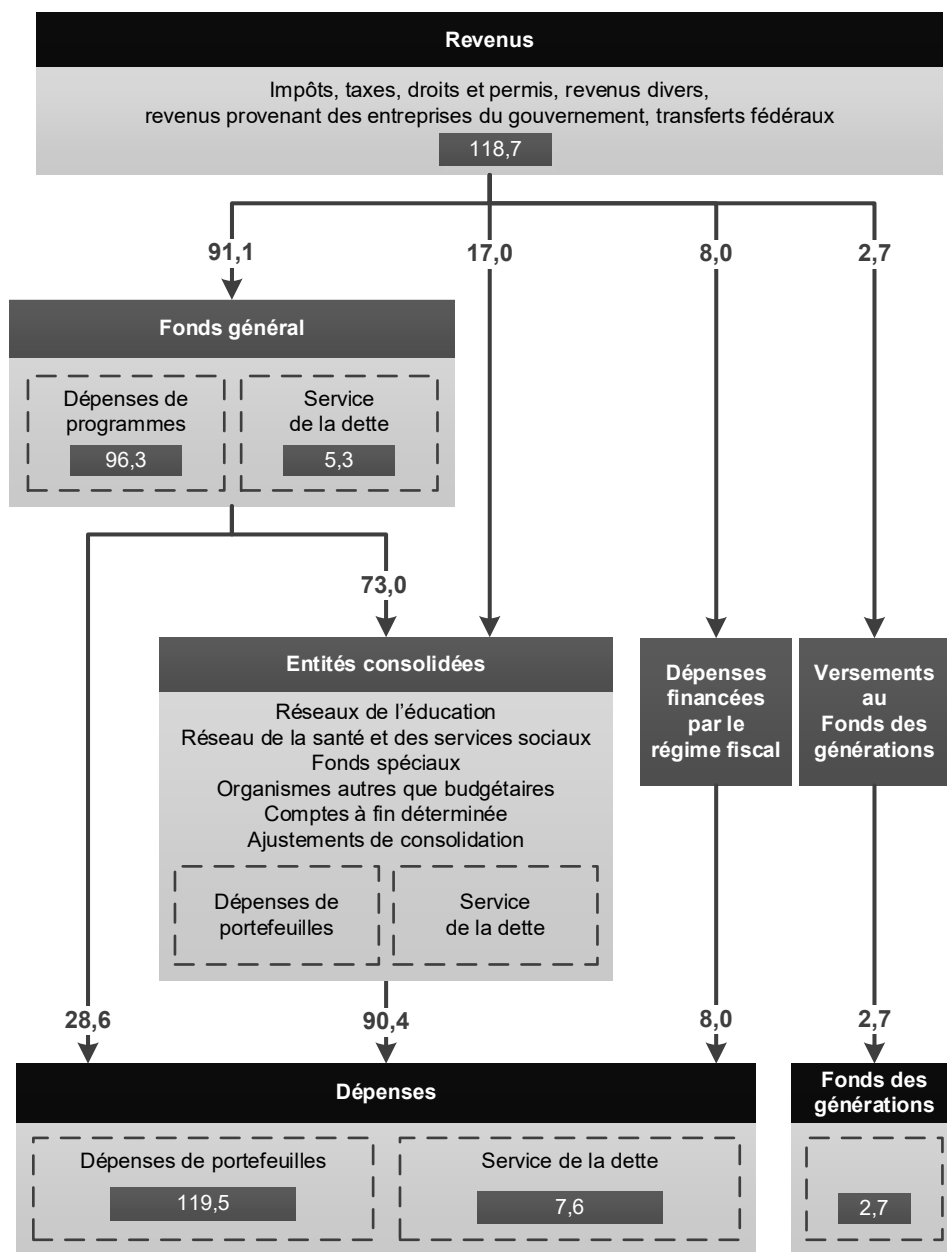 Revenus
Impôts, taxes, droits et permis, revenus divers,
revenus provenant des entreprises du gouvernement, transferts fédéraux
118,7
91,1
17,0
8,0
2,7
Fonds général
Dépenses de
programmes
96,3
Service
de la dette
5,3
73,0
Entités consolidées
Réseaux de l’éducation
Réseau de la santé et des services sociaux
Fonds spéciaux
Organismes autres que budgétaires
Comptes à fin déterminée
Ajustements de consolidation
Dépenses de
portefeuilles
Service
de la dette
Dépenses
financées
par le
régime fiscal
Versements
au
Fonds des
générations
28,6
90,4
8,0
2,7
Dépenses
Dépenses de portefeuilles
119,5
Service de la dette
7,6
Fonds des
générations
2,7